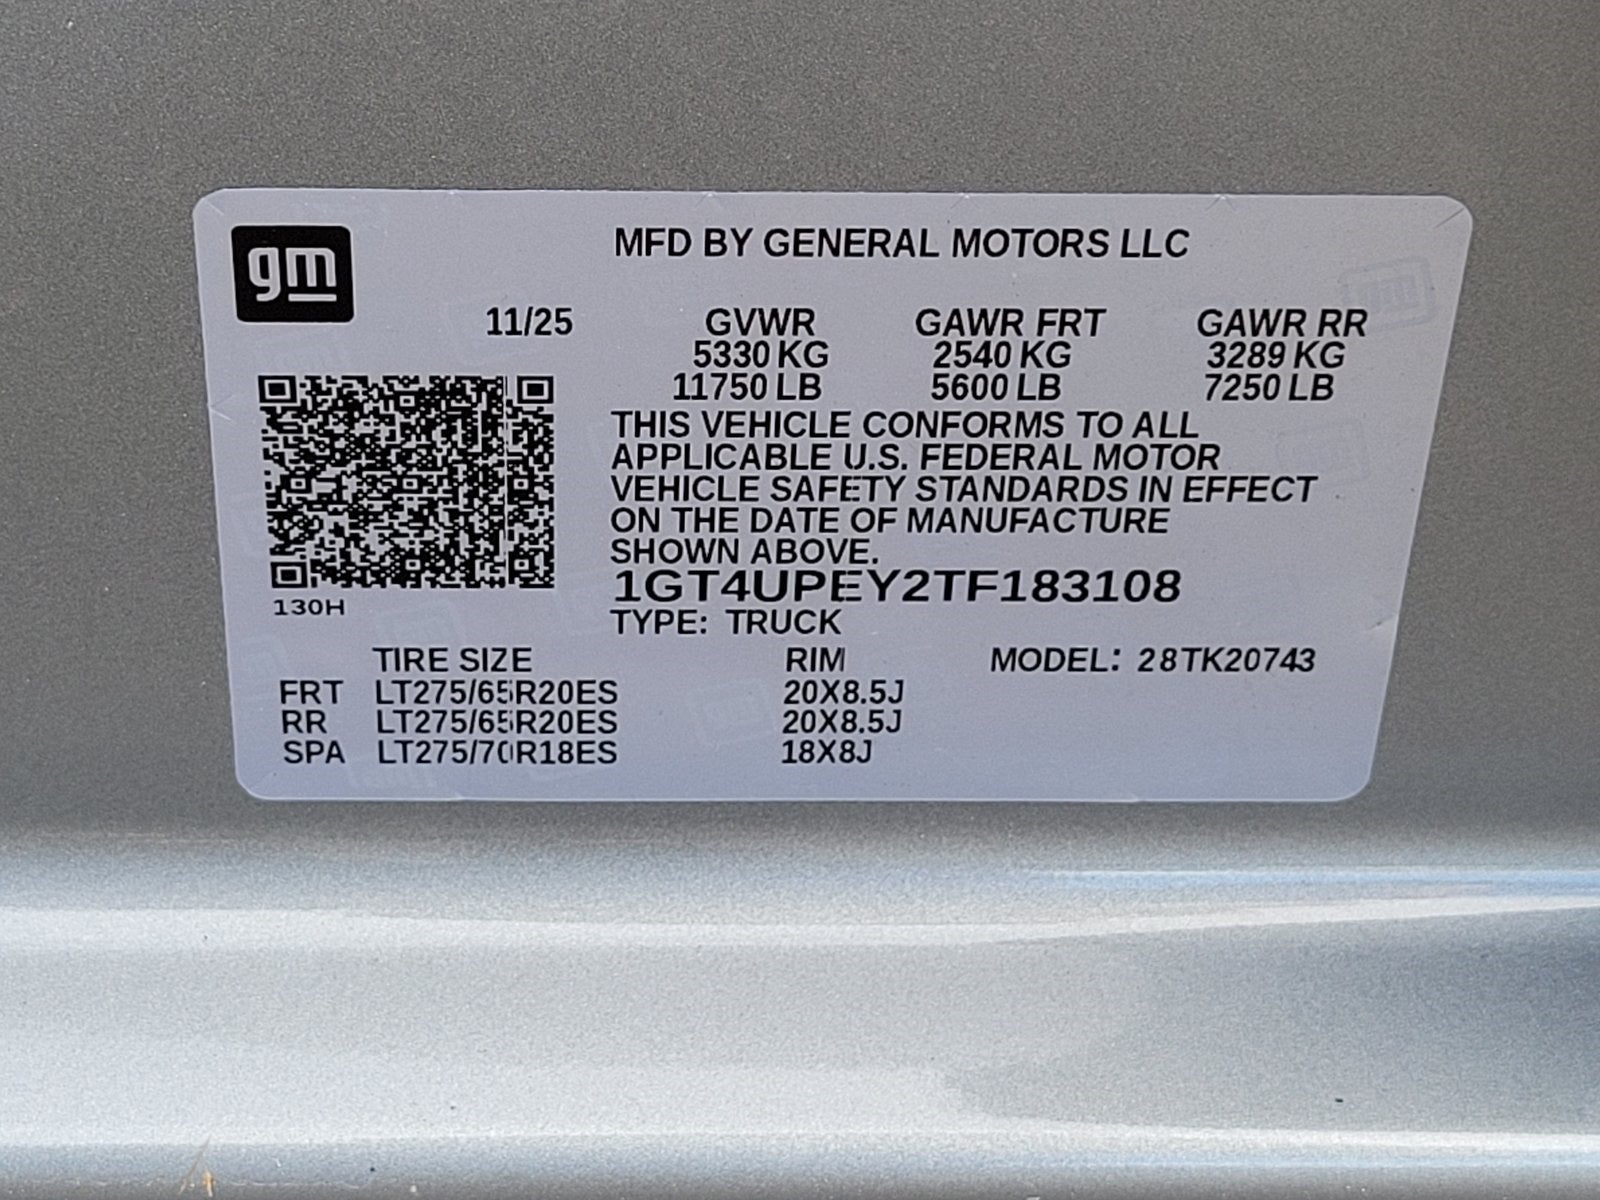 gm
MFD BY GENERAL MOTORS LLC
11/25 GVWR GAWR FRT GAWR RR
5330 KG 2540 KG 3289 KG
11750 LB 5600 LB 7250 LB
THIS VEHICLE CONFORMS TO ALL
APPLICABLE U.S. FEDERAL MOTOR
VEHICLE SAFETY STANDARDS IN EFFECT
ON THE DATE OF MANUFACTURE
SHOWN ABOVE.
1GT4UPEY2TF183108
130H
TYPE: TRUCK
TIRE SIZE RIM MODEL: 28TK20743
FRT LT275/65R20ES 20X8.5J
RR LT275/65R20ES 20X8.5J
SPA LT275/70R18ES 18X8J